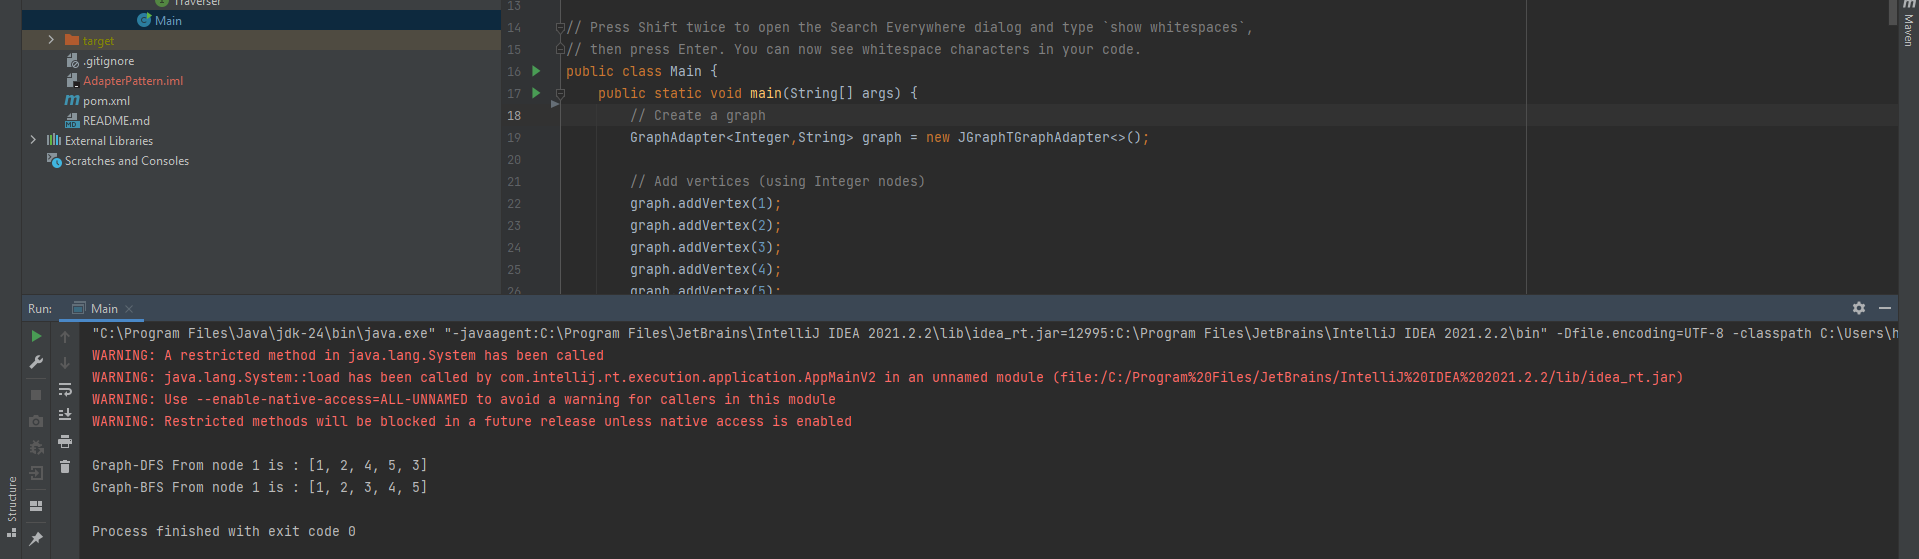 Traverser
Main
target
.gitignore
AdapterPattern.iml
pom.xml
README.md
External Libraries
Scratches and Consoles
13
14 // Press Shift twice to open the Search Everywhere dialog and type `show whitespaces`,
15 // then press Enter. You can now see whitespace characters in your code.
16 public class Main {
17 public static void main(String[] args) {
18 // Create a graph
19 GraphAdapter<Integer,String> graph = new JGraphTGraphAdapter<>();
20
21 // Add vertices (using Integer nodes)
22 graph.addVertex(1);
23 graph.addVertex(2);
24 graph.addVertex(3);
25 graph.addVertex(4);
26 graph.addVertex(5);
Maven
Run: Main
"C:\Program Files\Java\jdk-24\bin\java.exe" "-javaagent:C:\Program Files\JetBrains\IntelliJ IDEA 2021.2.2\lib\idea_rt.jar=12995:C:\Program Files\JetBrains\IntelliJ IDEA 2021.2.2\bin" -Dfile.encoding=UTF-8 -classpath C:\Users\h
WARNING: A restricted method in java.lang.System has been called
WARNING: java.lang.System::load has been called by com.intellij.rt.execution.application.AppMainV2 in an unnamed module (file:/C:/Program%20Files/JetBrains/IntelliJ%20IDEA%202021.2.2/lib/idea_rt.jar)
WARNING: Use --enable-native-access=ALL-UNNAMED to avoid a warning for callers in this module
WARNING: Restricted methods will be blocked in a future release unless native access is enabled
Graph-DFS From node 1 is : [1, 2, 4, 5, 3]
Graph-BFS From node 1 is : [1, 2, 3, 4, 5]
Process finished with exit code 0
Structure